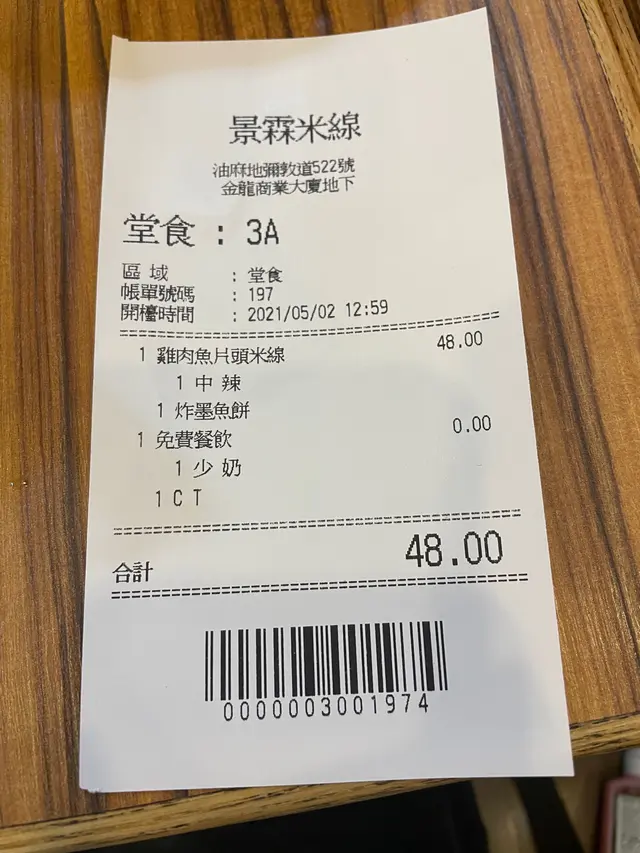 景霖米線
油麻地彌敦道522號
金龍商業大廈地下
堂食 : 3A
區域 : 堂食
帳單號碼 : 197
開檯時間 : 2021/05/02 12:59
1 雞肉魚片頭米線 48.00
1 中辣
1 炸墨魚餅
1 免費餐飲 0.00
1 少奶
1 C T
合計 48.00
0000003001974